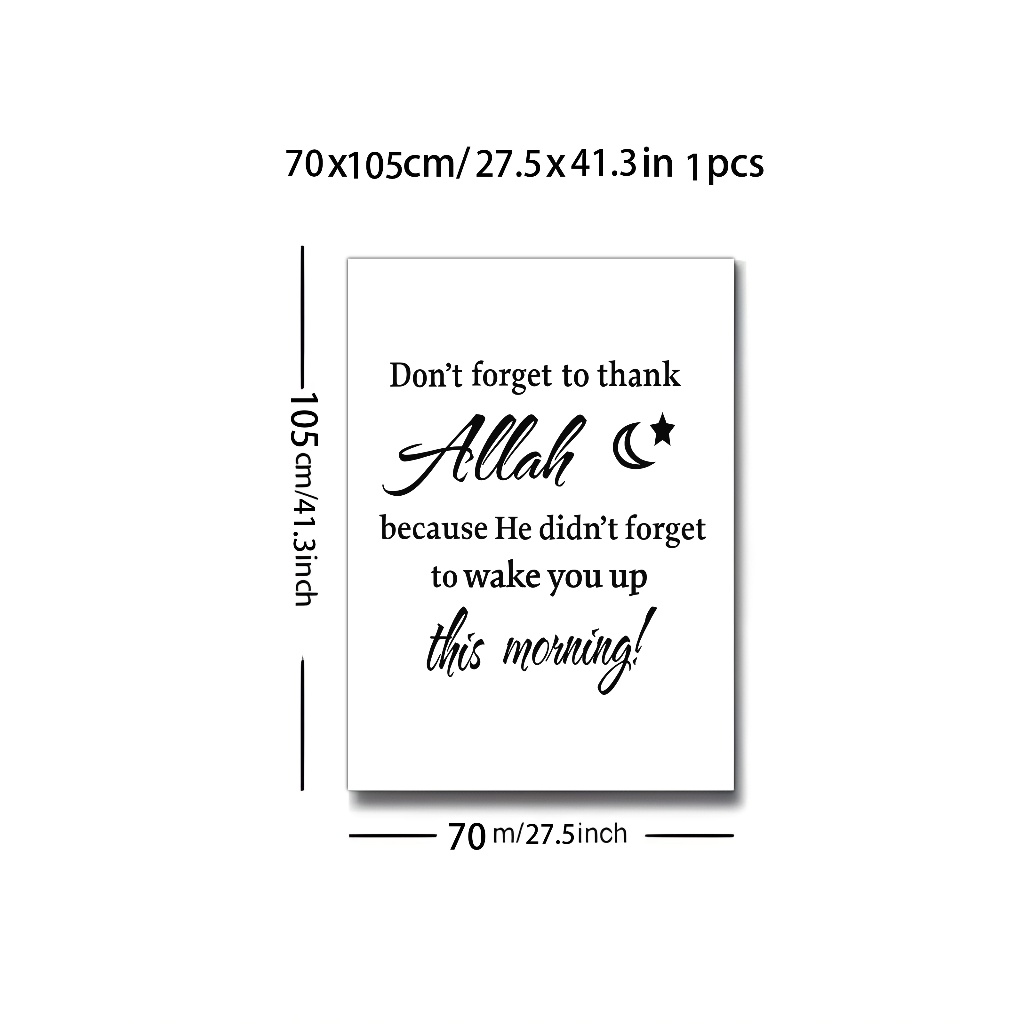 70x105cm/27.5x41.3in 1pcs
105cm/41.3inch
Don't forget to thank
Allah
because He didn't forget
to wake you up
this morning!
70 m/27.5inch